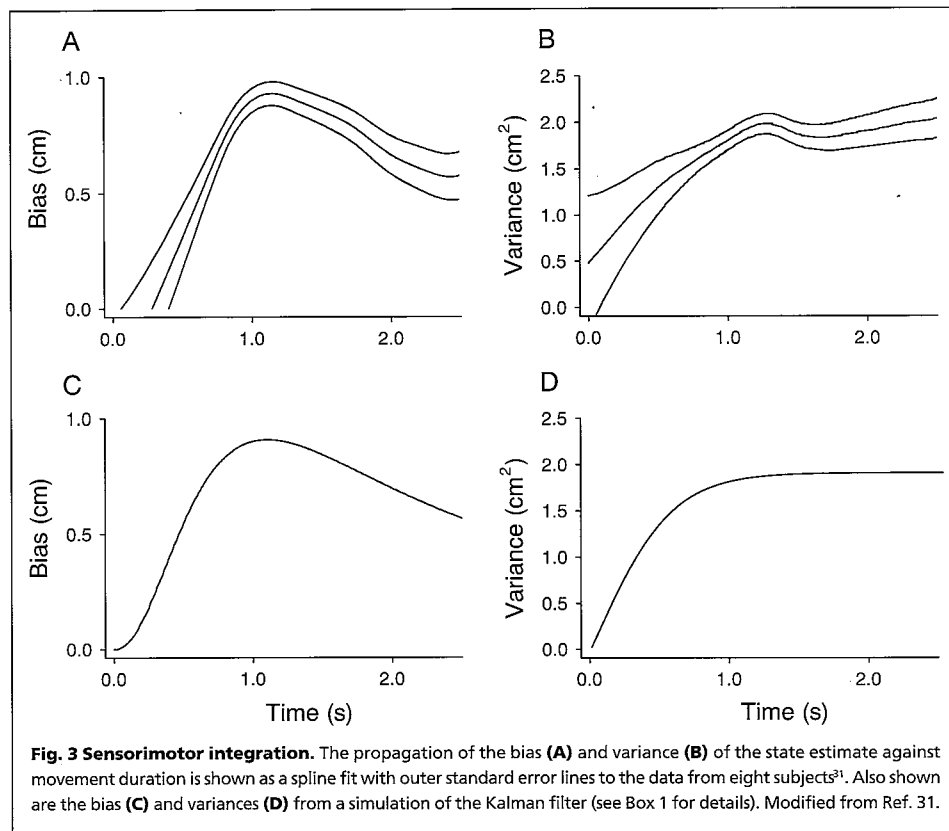 A
Bias (cm)
1.0
0.5
0.0
0.0 1.0 2.0
B
Variance (cm²)
2.5
2.0
1.5
1.0
0.5
0.0
0.0 1.0 2.0
C
Bias (cm)
1.0
0.5
0.0
0.0 1.0 2.0
Time (s)
D
Variance (cm²)
2.5
2.0
1.5
1.0
0.5
0.0
0.0 1.0 2.0
Time (s)
Fig. 3 Sensorimotor integration. The propagation of the bias (A) and variance (B) of the state estimate against
movement duration is shown as a spline fit with outer standard error lines to the data from eight subjects³¹. Also shown
are the bias (C) and variances (D) from a simulation of the Kalman filter (see Box 1 for details). Modified from Ref. 31.